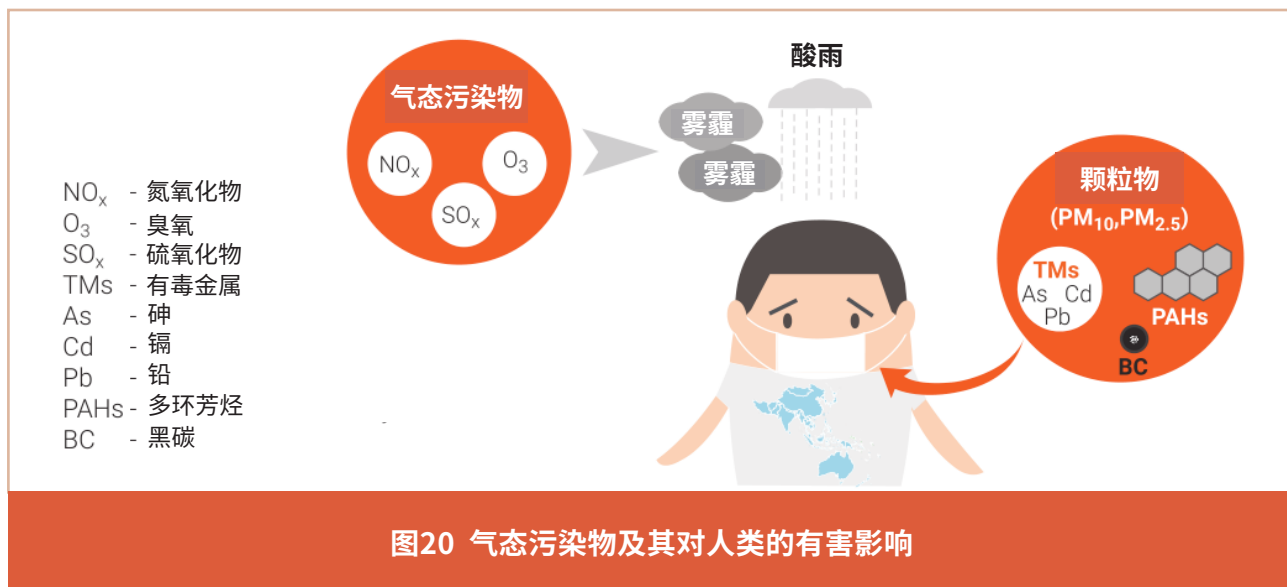 酸雨
气态污染物
NOₓ
O₃
SOₓ
雾霾
雾霾
颗粒物
(PM₁₀,PM₂.₅)
TMs
As Cd
Pb
PAHs
BC
NOₓ - 氮氧化物
O₃ - 臭氧
SOₓ - 硫氧化物
TMs - 有毒金属
As - 砷
Cd - 镉
Pb - 铅
PAHs - 多环芳烃
BC - 黑碳
图20 气态污染物及其对人类的有害影响